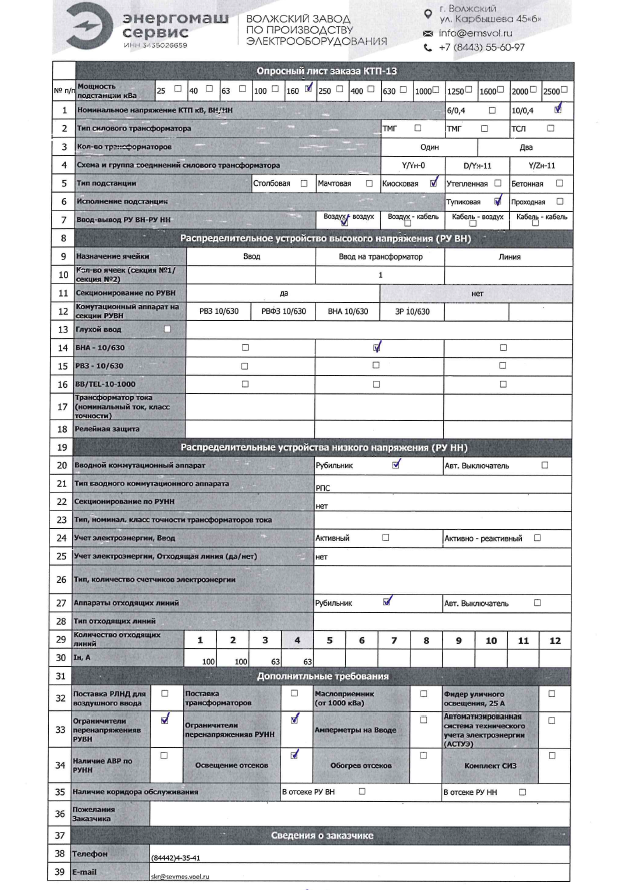 энергомаш
сервис
ИНН 3435026659
ВОЛЖСКИЙ ЗАВОД
ПО ПРОИЗВОДСТВУ
ЭЛЕКТРООБОРУДОВАНИЯ
г. Волжский
ул. Карбышева 45«б»
info@emsvol.ru
+7 (8443) 55-60-97
Опросный лист заказа КТП-13
№ п/п Мощность подстанции кВа 25 40 63 100 160 250 400 630 1000 1250 1600 2000 2500
1 Номинальное напряжение КТП кВ, ВН/НН 6/0,4 10/0,4
2 Тип силового трансформатора ТМГ ТМГ ТСЛ
3 Кол-во трансформаторов Один Два
4 Схема и группа соединений силового трансформатора Y/Yн-0 D/Yн-11 Y/Zн-11
5 Тип подстанции Столбовая Мачтовая Киосковая Утепленная Бетонная
6 Исполнение подстанции Тупиковая Проходная
7 Ввод-вывод РУ ВН-РУ НН Воздух - воздух Воздух - кабель Кабель - воздух Кабель - кабель
8 Распределительное устройство высокого напряжения (РУ ВН)
9 Назначение ячейки Ввод Ввод на трансформатор Линия
10 Кол-во ячеек (секция №1/ секция №2) 1
11 Секционирование по РУВН да нет
12 Комутационный аппарат на секции РУВН РВЗ 10/630 РВФЗ 10/630 ВНА 10/630 ЗР 10/630
13 Глухой ввод
14 ВНА - 10/630
15 РВЗ - 10/630
16 BB/TEL-10-1000
17 Трансформатор тока (номинальный ток, класс точности)
18 Релейная защита
19 Распределительные устройства низкого напряжения (РУ НН)
20 Вводной коммутационный аппарат Рубильник Авт. Выключатель
21 Тип вводного коммутационного аппарата РПС
22 Секционирование по РУНН нет
23 Тип, номинал. класс точности трансформаторов тока
24 Учет электроэнергии, Ввод Активный Активно - реактивный
25 Учет электроэнергии, Отходящая линия (да/нет) нет
26 Тип, количество счетчиков электроэнергии
27 Аппараты отходящих линий Рубильник Авт. Выключатель
28 Тип отходящих линий
29 Количество отходящих линий 1 2 3 4 5 6 7 8 9 10 11 12
30 Iн, А 100 100 63 63
31 Дополнительные требования
32 Поставка РЛНД для воздушного ввода Поставка трансформаторов Маслоприемник (от 1000 кВа) Фидер уличного освещения, 25 А
33 Ограничители перенапряжения РУВН Ограничители перенапряжения РУНН Амперметры на Вводе Автоматизированная система технического учета электроэнергии (АСТУЭ)
34 Наличие АВР по РУНН Освещение отсеков Обогрев отсеков Комплект СИЗ
35 Наличие коридора обслуживания В отсеке РУ ВН В отсеке РУ НН
36 Пожелания Заказчика
37 Сведения о заказчике
38 Телефон (84442)4-35-41
39 E-mail skr@sevmes.voel.ru